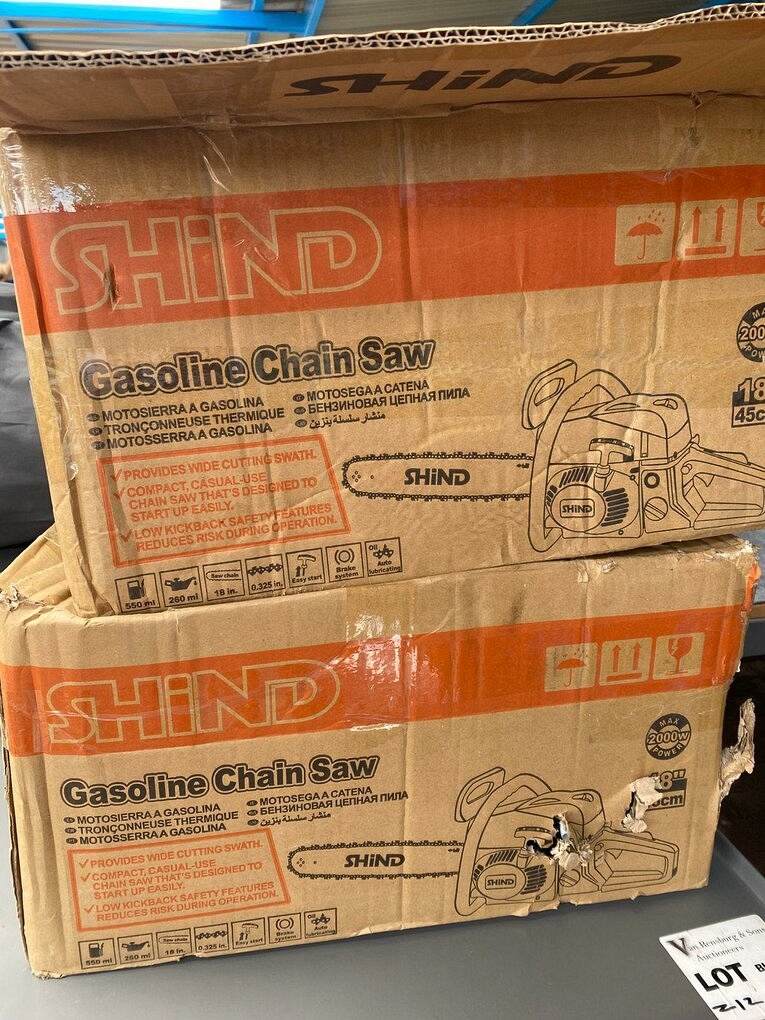 SHiND
SHiND
MAX
POWER
18"
Gasoline Chain Saw
MOTOSIERRA A GASOLINA
TRONÇONNEUSE THERMIQUE
MOTOSSERRA A GASOLINA
MOTOSEGA A CATENA
БЕНЗИНОВАЯ ЦЕПНАЯ ПИЛА
منشار سلسلة بنزين
✓PROVIDES WIDE CUTTING SWATH.
✓COMPACT, CASUAL-USE
CHAIN SAW THAT'S DESIGNED TO
START UP EASILY.
✓LOW KICKBACK SAFETY FEATURES
REDUCES RISK DURING OPERATION.
SHiND
SHiND
550 ml
260 ml
Saw chain
18 in.
0.325 in.
Easy start
Brake
system
Oil
Auto
lubricating
SHiND
MAX
2000w
POWER
Gasoline Chain Saw
MOTOSIERRA A GASOLINA
TRONÇONNEUSE THERMIQUE
MOTOSSERRA A GASOLINA
MOTOSEGA A CATENA
БЕНЗИНОВАЯ ЦЕПНАЯ ПИЛА
منشار سلسلة بنزين
✓PROVIDES WIDE CUTTING SWATH.
✓COMPACT, CASUAL-USE
CHAIN SAW THAT'S DESIGNED TO
START UP EASILY.
✓LOW KICKBACK SAFETY FEATURES
REDUCES RISK DURING OPERATION.
SHiND
SHiND
550 ml
260 ml
Saw chain
18 in.
0.325 in.
Easy start
Brake
system
Oil
Auto
lubricating
Van Rensburg & Sons
Auctioneers
LOT
212